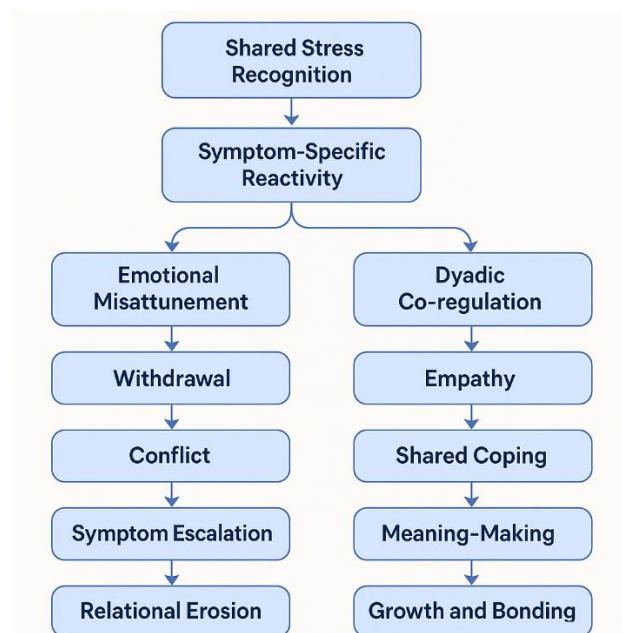 Shared Stress
Recognition
Symptom-Specific
Reactivity
Emotional
Misattunement
Withdrawal
Conflict
Symptom Escalation
Relational Erosion
Dyadic
Co-regulation
Empathy
Shared Coping
Meaning-Making
Growth and Bonding